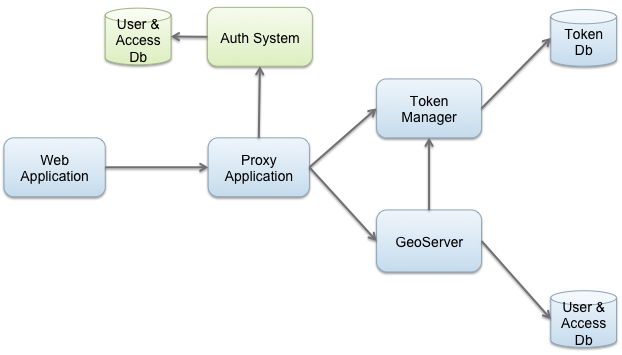 User &
Access
Db
Auth System
Token
Db
Token
Manager
Web
Application
Proxy
Application
GeoServer
User &
Access
Db